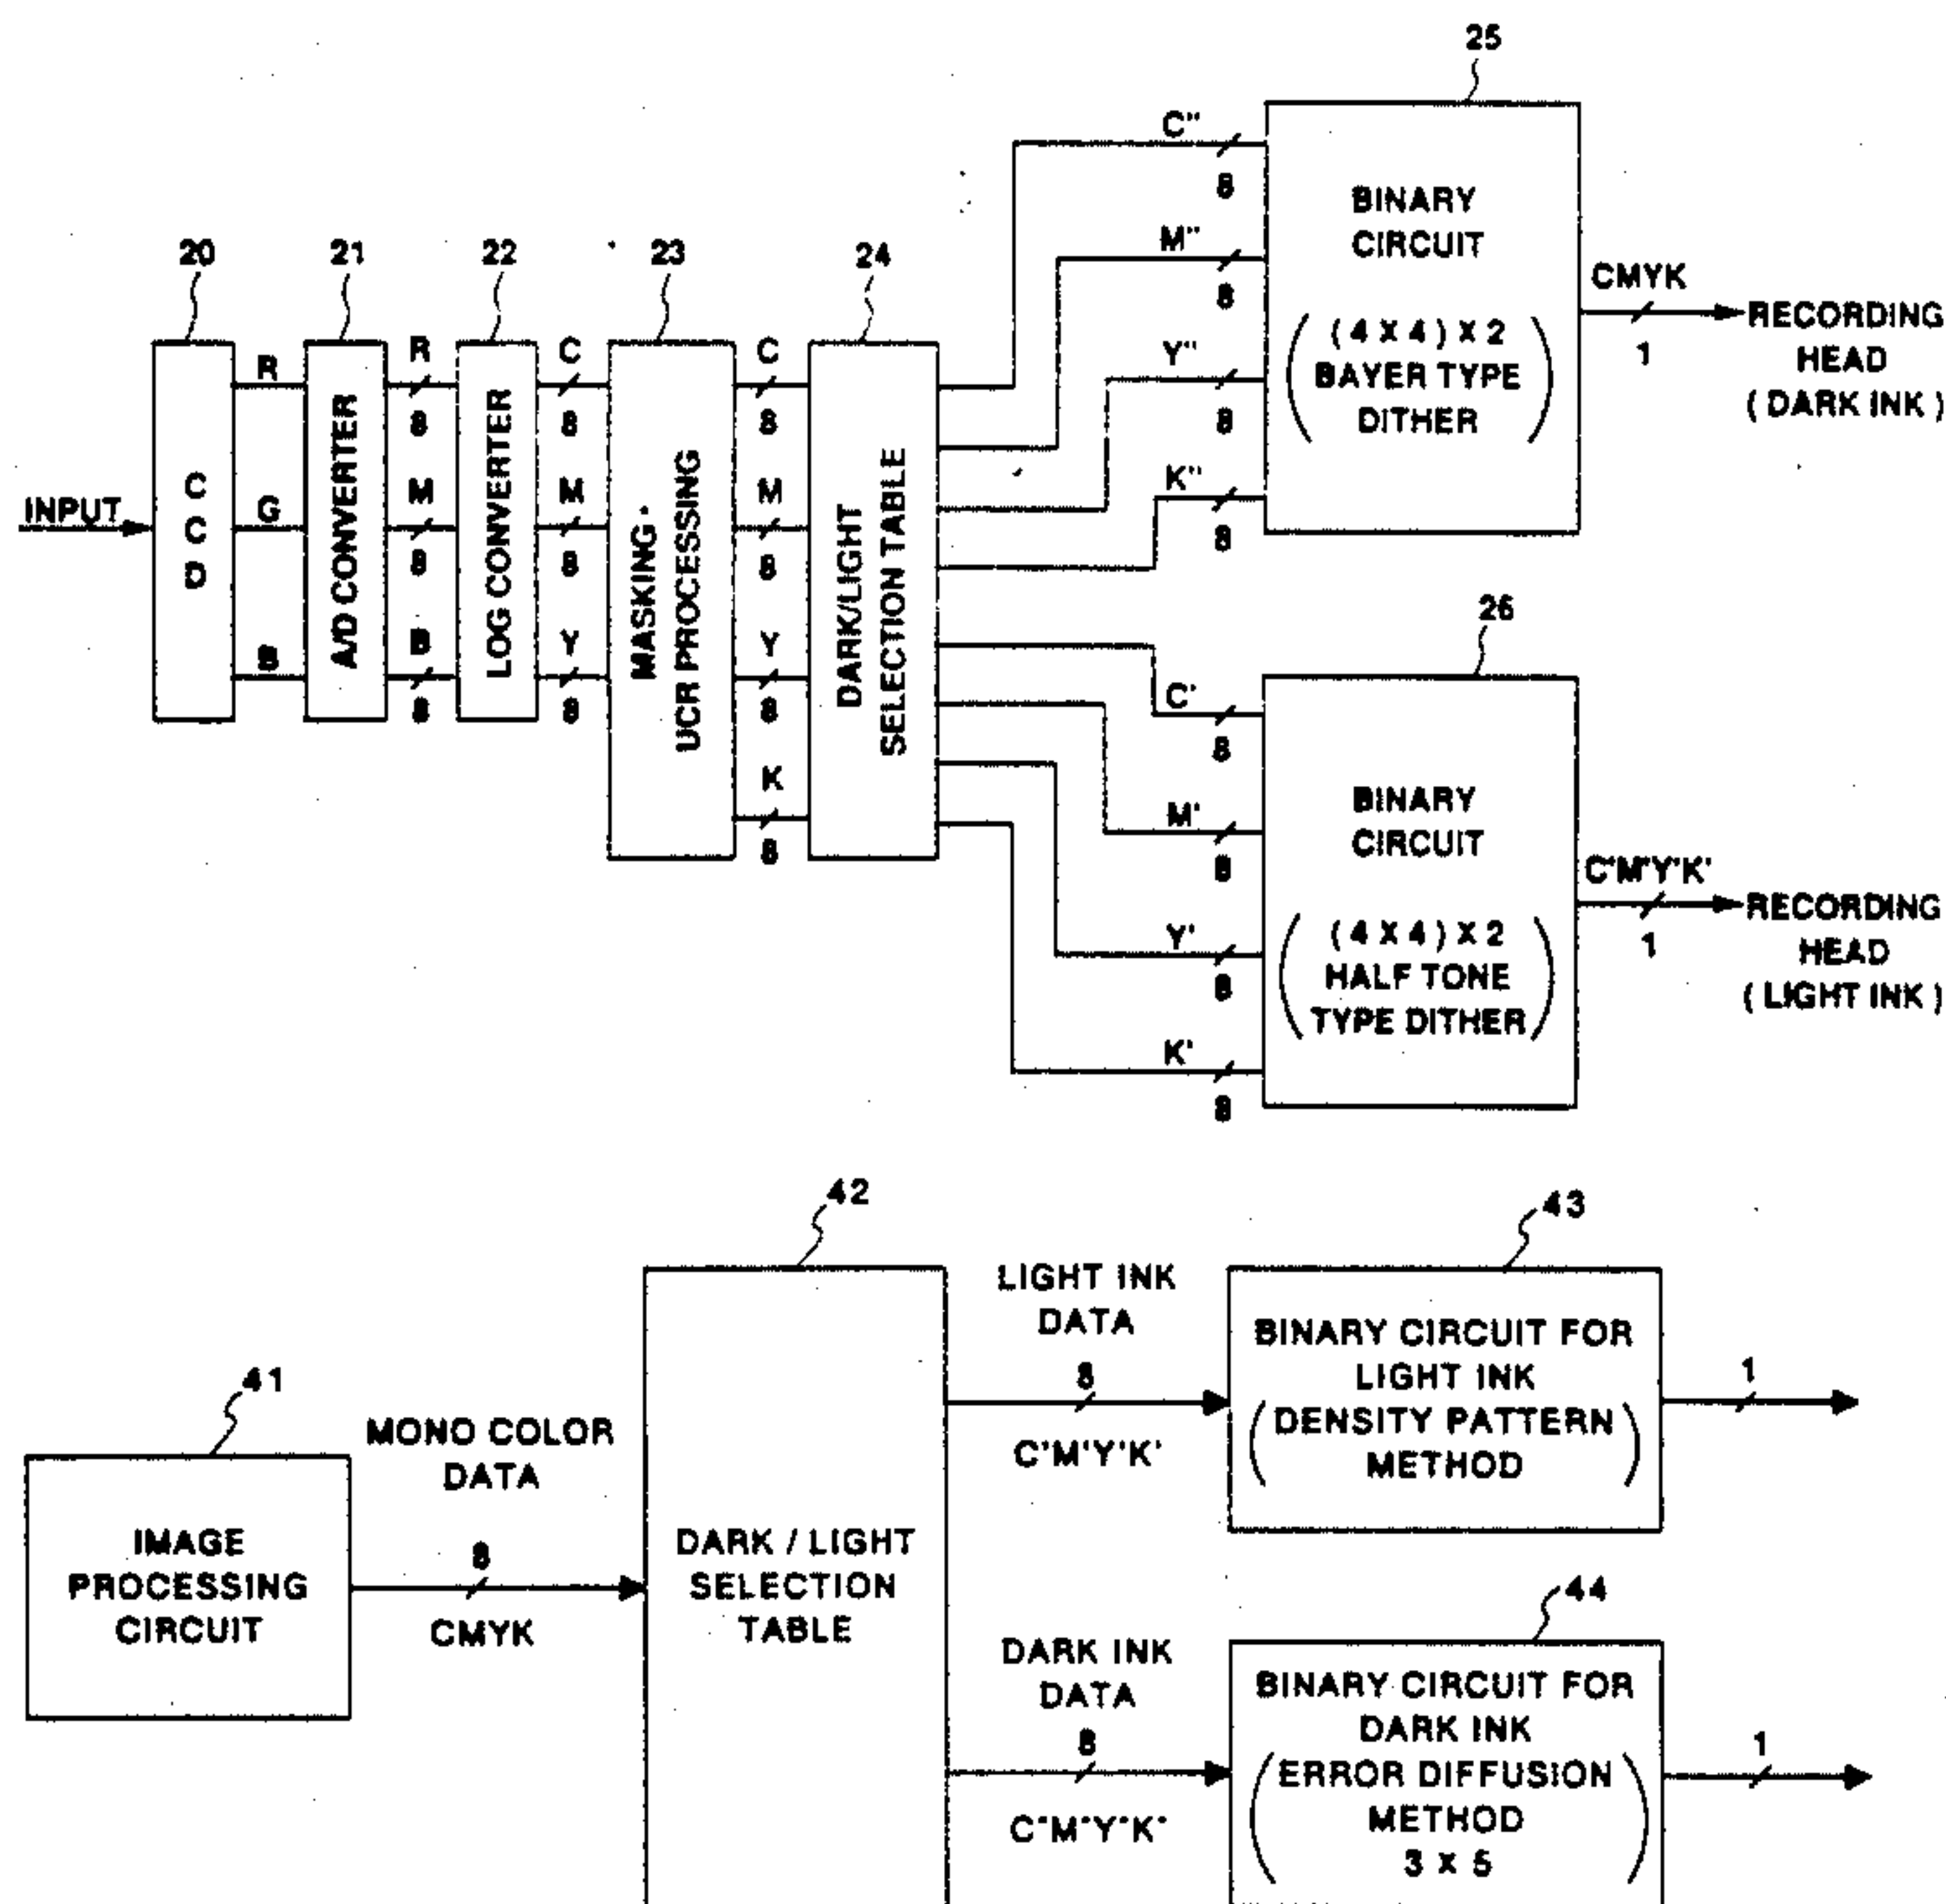 25
C"
8
BINARY
CIRCUIT
M"
8
20
21
22
23
24
CMYK
1
RECORDING
HEAD
( DARK INK )
( 4 X 4 ) X 2
BAYER TYPE
DITHER
Y"
8
K"
8
INPUT
CCD
R
G
B
A/D CONVERTER
R
8
M
8
B
8
LOG CONVERTER
C
8
M
8
Y
8
MASKING·
UCR PROCESSING
C
8
M
8
Y
8
K
8
DARK/LIGHT
SELECTION TABLE
26
C'
8
M'
8
BINARY
CIRCUIT
Y'
8
( 4 X 4 ) X 2
HALF TONE
TYPE DITHER
K'
8
C'M'Y'K'
1
RECORDING
HEAD
( LIGHT INK )
41
IMAGE
PROCESSING
CIRCUIT
MONO COLOR
DATA
8
CMYK
42
DARK / LIGHT
SELECTION
TABLE
LIGHT INK
DATA
8
C'M'Y'K'
43
BINARY CIRCUIT FOR
LIGHT INK
( DENSITY PATTERN
METHOD )
1
DARK INK
DATA
8
C"M"Y"K"
44
BINARY CIRCUIT FOR
DARK INK
( ERROR DIFFUSION
METHOD
3 X 5 )
1